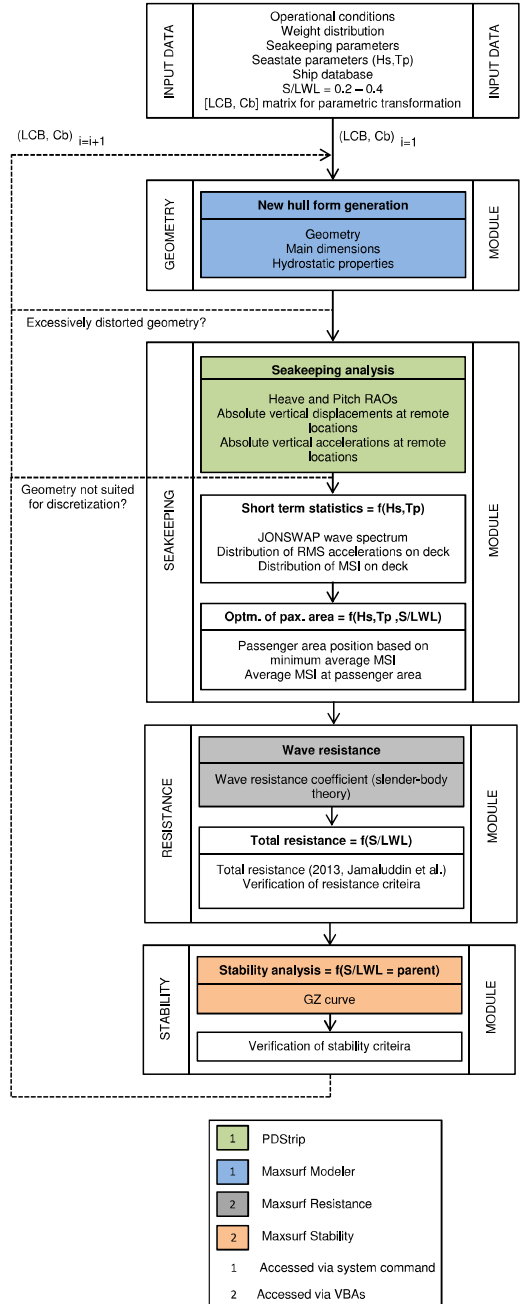 INPUT DATA
Operational conditions
Weight distribution
Seakeeping parameters
Seastate parameters (Hs,Tp)
Ship database
S/LWL = 0.2 – 0.4
[LCB, Cb] matrix for parametric transformation
INPUT DATA
(LCB, Cb) i=i+1
(LCB, Cb) i=1
GEOMETRY
New hull form generation
Geometry
Main dimensions
Hydrostatic properties
MODULE
Excessively distorted geometry?
SEAKEEPING
Seakeeping analysis
Heave and Pitch RAOs
Absolute vertical displacements at remote
locations
Absolute vertical accelerations at remote
locations
MODULE
Geometry not suited
for discretization?
Short term statistics = f(Hs,Tp)
JONSWAP wave spectrum
Distribution of RMS accelerations on deck
Distribution of MSI on deck
Optm. of pax. area = f(Hs,Tp ,S/LWL)
Passenger area position based on
minimum average MSI
Average MSI at passenger area
RESISTANCE
Wave resistance
Wave resistance coefficient (slender-body
theory)
MODULE
Total resistance = f(S/LWL)
Total resistance (2013, Jamaluddin et al.)
Verification of resistance criteira
STABILITY
Stability analysis = f(S/LWL = parent)
GZ curve
MODULE
Verification of stability criteira
1 PDStrip
1 Maxsurf Modeler
2 Maxsurf Resistance
2 Maxsurf Stability
1 Accessed via system command
2 Accessed via VBAs